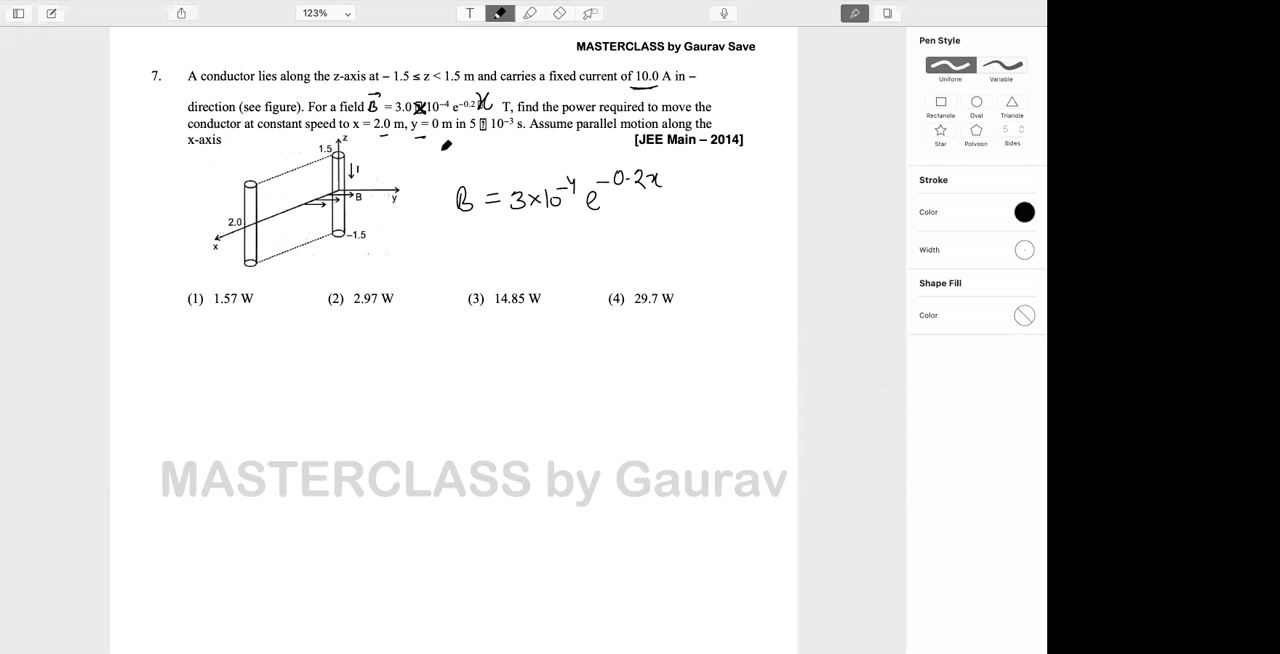 123%
T
MASTERCLASS by Gaurav Save
7. A conductor lies along the z-axis at – 1.5 ≤ z < 1.5 m and carries a fixed current of 10.0 A in –
direction (see figure). For a field B⃗ = 3.0 × 10⁻⁴ e⁻⁰·² x T, find the power required to move the
conductor at constant speed to x = 2.0 m, y = 0 m in 5 10⁻³ s. Assume parallel motion along the
x-axis [JEE Main – 2014]
z
1.5
I
B
y
2.0
x
–1.5
B = 3×10⁻⁴ e^(-0.2x)
(1) 1.57 W (2) 2.97 W (3) 14.85 W (4) 29.7 W
MASTERCLASS by Gaurav
Pen Style
Uniform Variable
Rectangle Oval Triangle
5
Star Polygon Sides
Stroke
Color
Width
Shape Fill
Color